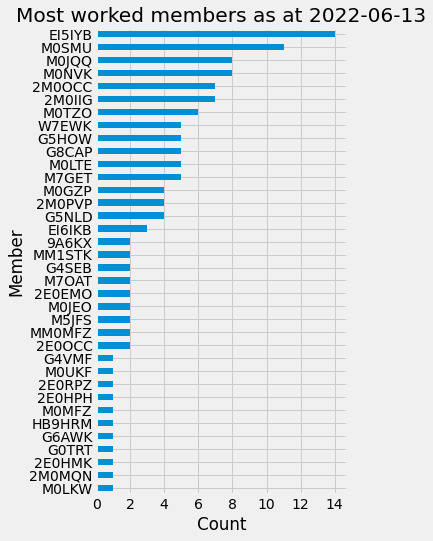 Most worked members as at 2022-06-13
EI5IYB
M0SMU
M0JQQ
M0NVK
2M0OCC
2M0IIG
M0TZO
W7EWK
G5HOW
G8CAP
M0LTE
M7GET
M0GZP
2M0PVP
G5NLD
EI6IKB
9A6KX
MM1STK
G4SEB
M7OAT
2E0EMO
M0JEO
M5JFS
MM0MFZ
2E0OCC
G4VMF
M0UKF
2E0RPZ
2E0HPH
M0MFZ
HB9HRM
G6AWK
G0TRT
2E0HMK
2M0MQN
M0LKW
Member
0 2 4 6 8 10 12 14
Count